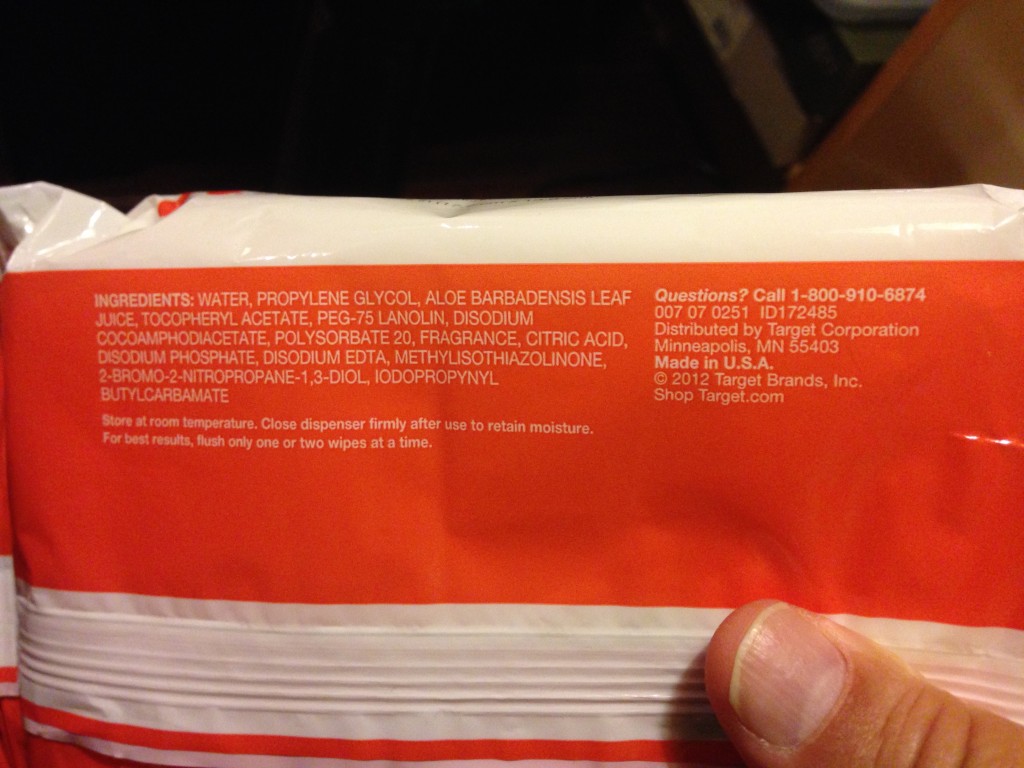 INGREDIENTS: WATER, PROPYLENE GLYCOL, ALOE BARBADENSIS LEAF
JUICE, TOCOPHERYL ACETATE, PEG-75 LANOLIN, DISODIUM
COCOAMPHODIACETATE, POLYSORBATE 20, FRAGRANCE, CITRIC ACID,
DISODIUM PHOSPHATE, DISODIUM EDTA, METHYLISOTHIAZOLINONE,
2-BROMO-2-NITROPROPANE-1,3-DIOL, IODOPROPYNYL
BUTYLCARBAMATE
Store at room temperature. Close dispenser firmly after use to retain moisture.
For best results, flush only one or two wipes at a time.
Questions? Call 1-800-910-6874
007 07 0251 ID172485
Distributed by Target Corporation
Minneapolis, MN 55403
Made in U.S.A.
© 2012 Target Brands, Inc.
Shop Target.com